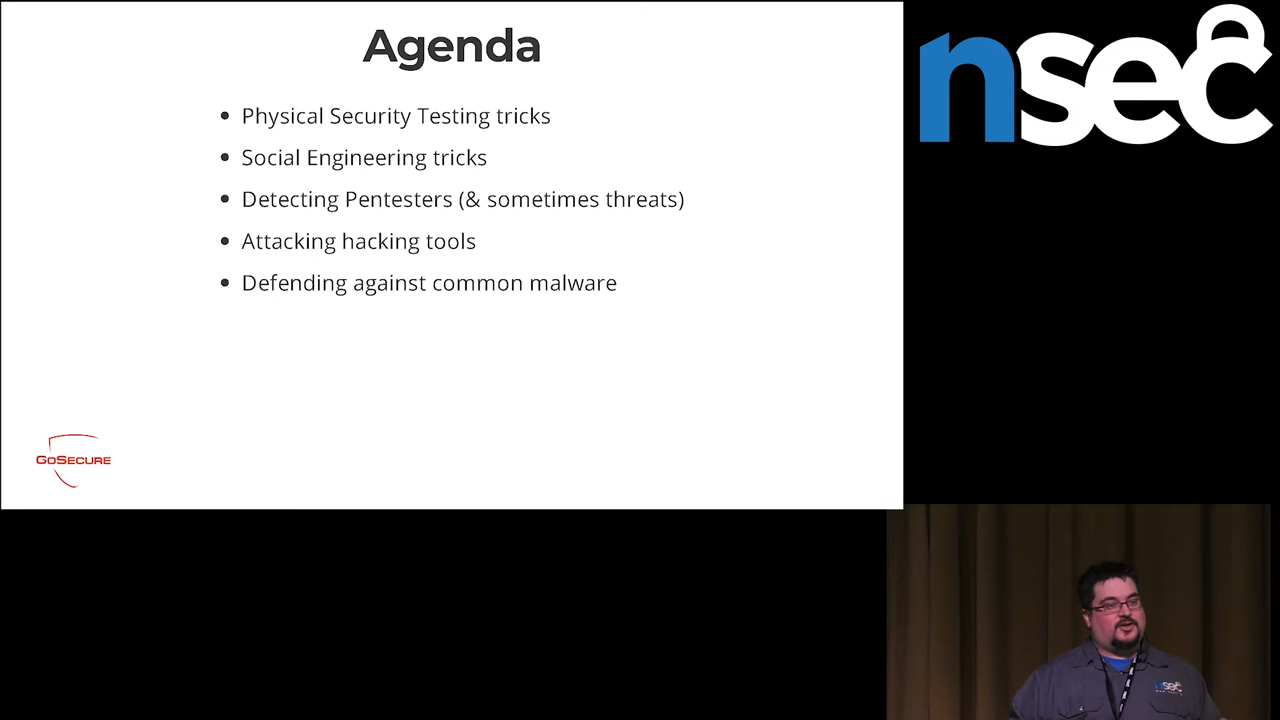 Agenda
nsec
Physical Security Testing tricks
Social Engineering tricks
Detecting Pentesters (& sometimes threats)
Attacking hacking tools
Defending against common malware
GOSECURE
nsec